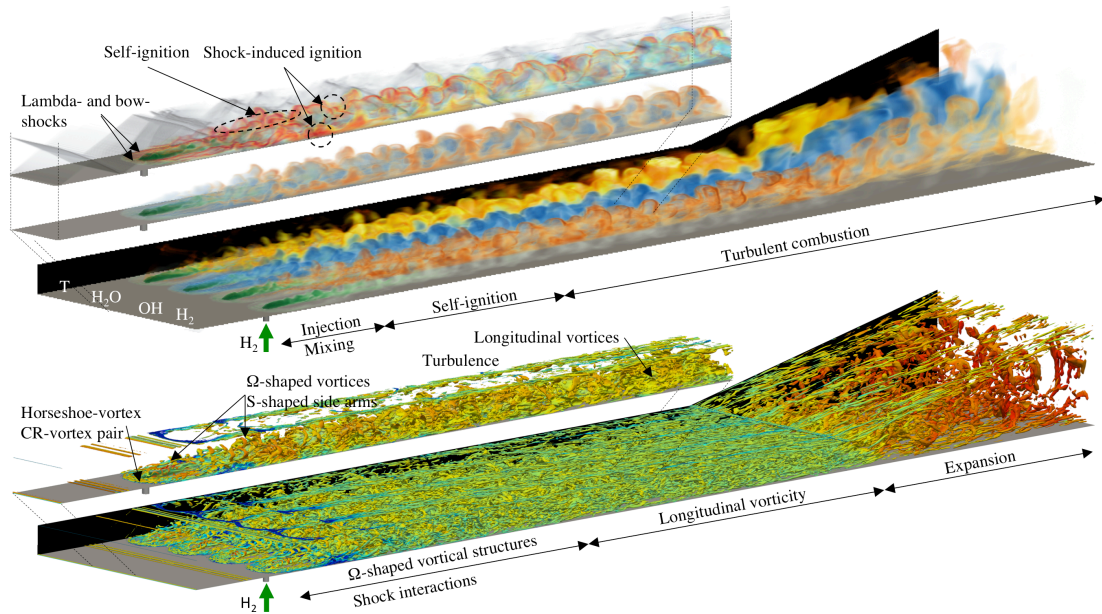 Self-ignition
Shock-induced ignition
Lambda- and bow-
shocks
T
H₂O
OH
H₂
H₂
Injection
Mixing
Self-ignition
Turbulent combustion
Longitudinal vortices
Turbulence
Ω-shaped vortices
S-shaped side arms
Horseshoe-vortex
CR-vortex pair
Expansion
Longitudinal vorticity
Ω-shaped vortical structures
Shock interactions
H₂